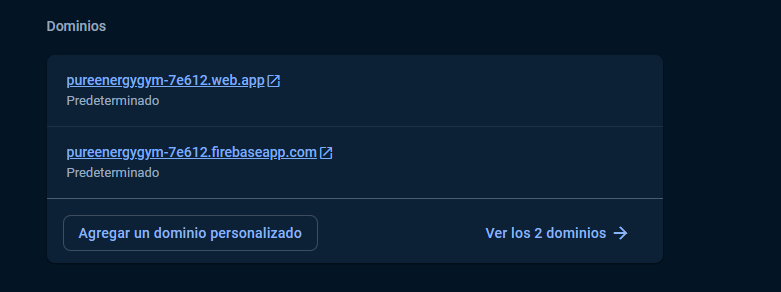 Dominios
pureenergygym-7e612.web.app
Predeterminado
pureenergygym-7e612.firebaseapp.com
Predeterminado
Agregar un dominio personalizado
Ver los 2 dominios